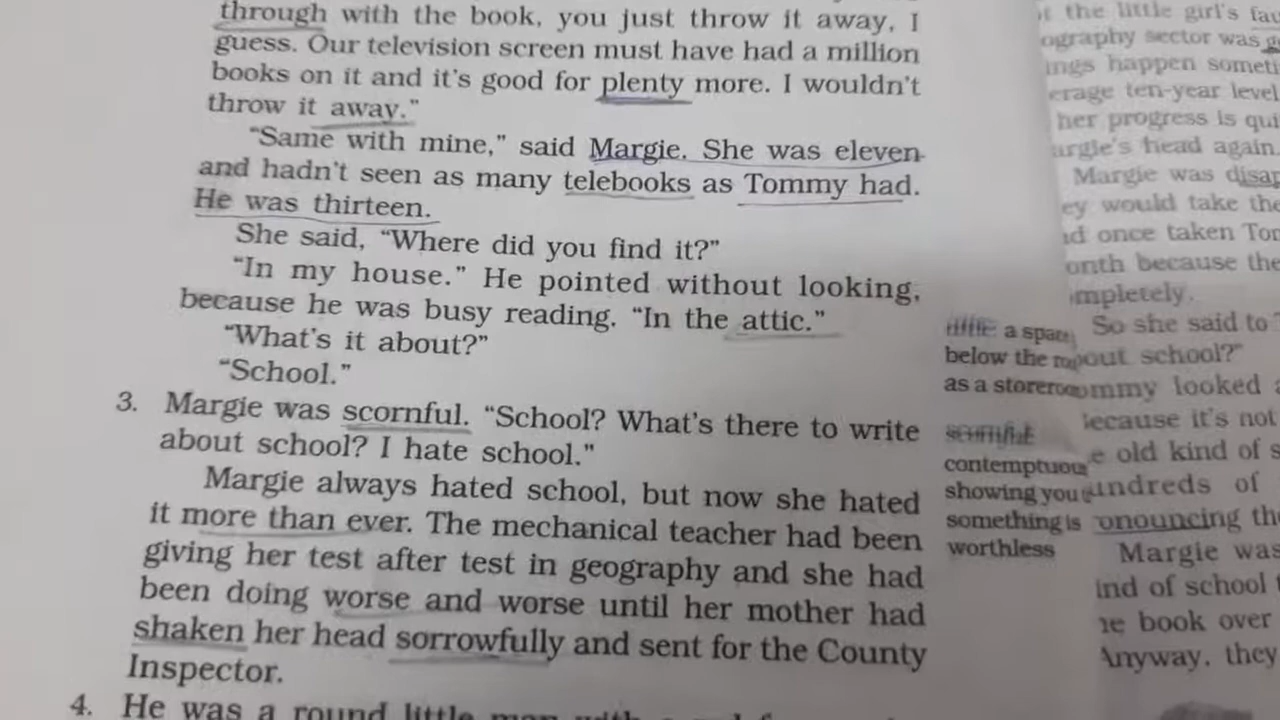 through with the book, you just throw it away, I
guess. Our television screen must have had a million
books on it and it's good for plenty more. I wouldn't
throw it away."
"Same with mine," said Margie. She was eleven
and hadn't seen as many telebooks as Tommy had.
He was thirteen.
She said, "Where did you find it?"
"In my house." He pointed without looking,
because he was busy reading. "In the attic."
"What's it about?"
"School."
3. Margie was scornful. "School? What's there to write
about school? I hate school."
Margie always hated school, but now she hated
it more than ever. The mechanical teacher had been
giving her test after test in geography and she had
been doing worse and worse until her mother had
shaken her head sorrowfully and sent for the County
Inspector.
4. He was a round little man with a
a space
below the
as a
contemptuous
showing you
something is
worthless
the little girl's
ography sector was
ings happen
erage ten-year level
her progress is
argie's head again.
Margie was
ey would take the
once taken
onth because the
mpletely.
So she said to
out school?"
ommy looked
ecause it's not
e old kind of
undreds of
onouncing
Margie was
ind of school
book over
Anyway, they